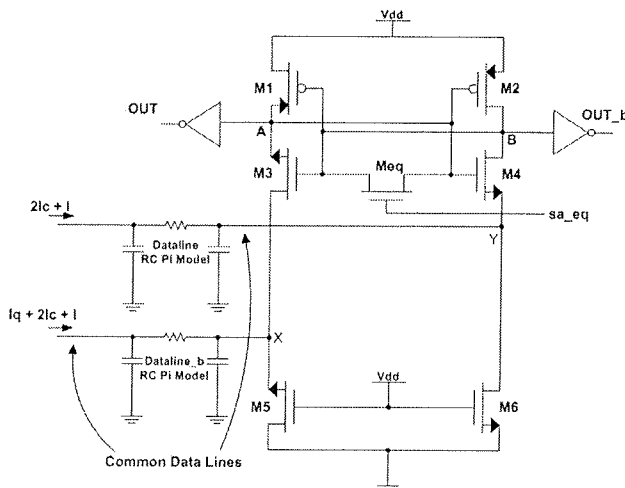 Vdd
M1
M2
OUT
OUT_b
A
B
M3
Meq
M4
2Ic + I
sa_eq
Y
Dataline
RC Pi Model
Iq + 2Ic + I
X
Dataline_b
RC Pi Model
Vdd
M5
M6
Common Data Lines